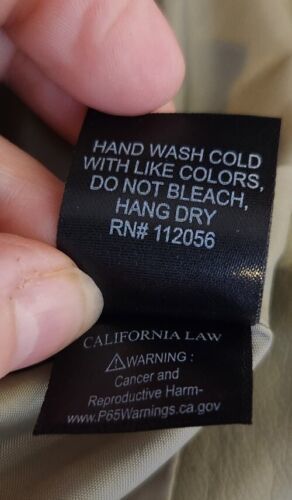 HAND WASH COLD
WITH LIKE COLORS,
DO NOT BLEACH,
HANG DRY
RN# 112056
CALIFORNIA LAW
⚠WARNING:
Cancer and
Reproductive Harm-
www.P65Warnings.ca.gov